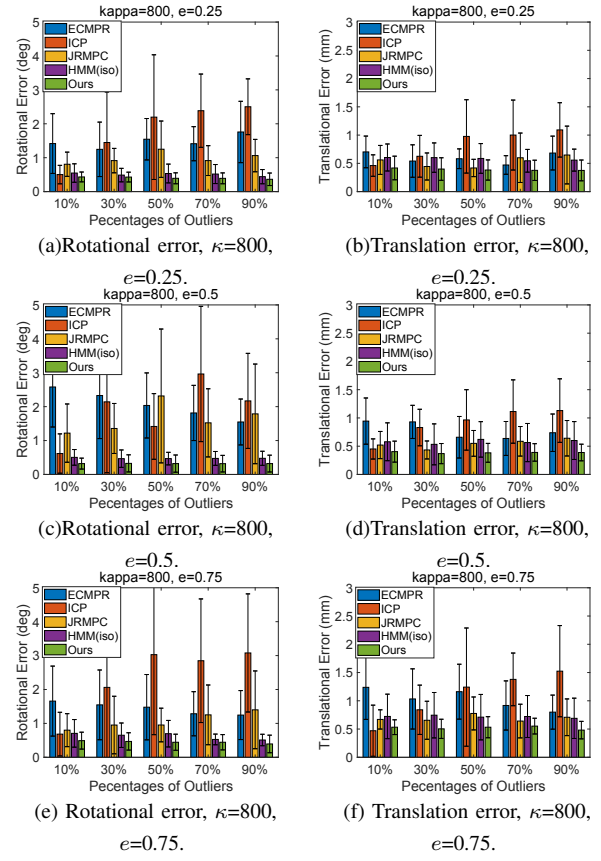 kappa=800, e=0.25
Rotational Error (deg)
5
4
3
2
1
0
ECMPR
ICP
JRMPC
HMM(iso)
Ours
10% 30% 50% 70% 90%
Pecentages of Outliers
(a)Rotational error, κ=800,
e=0.25.
kappa=800, e=0.25
Translational Error (mm)
3
2.5
2
1.5
1
0.5
0
ECMPR
ICP
JRMPC
HMM(iso)
Ours
10% 30% 50% 70% 90%
Pecentages of Outliers
(b)Translation error, κ=800,
e=0.25.
kappa=800, e=0.5
Rotational Error (deg)
5
4
3
2
1
0
ECMPR
ICP
JRMPC
HMM(iso)
Ours
10% 30% 50% 70% 90%
Pecentages of Outliers
(c)Rotational error, κ=800,
e=0.5.
kappa=800, e=0.5
Translational Error (mm)
3
2.5
2
1.5
1
0.5
0
ECMPR
ICP
JRMPC
HMM(iso)
Ours
10% 30% 50% 70% 90%
Pecentages of Outliers
(d)Translation error, κ=800,
e=0.5.
kappa=800, e=0.75
Rotational Error (deg)
5
4
3
2
1
0
ECMPR
ICP
JRMPC
HMM(iso)
Ours
10% 30% 50% 70% 90%
Pecentages of Outliers
(e) Rotational error, κ=800,
e=0.75.
kappa=800, e=0.75
Translational Error (mm)
3
2.5
2
1.5
1
0.5
0
ECMPR
ICP
JRMPC
HMM(iso)
Ours
10% 30% 50% 70% 90%
Pecentages of Outliers
(f) Translation error, κ=800,
e=0.75.